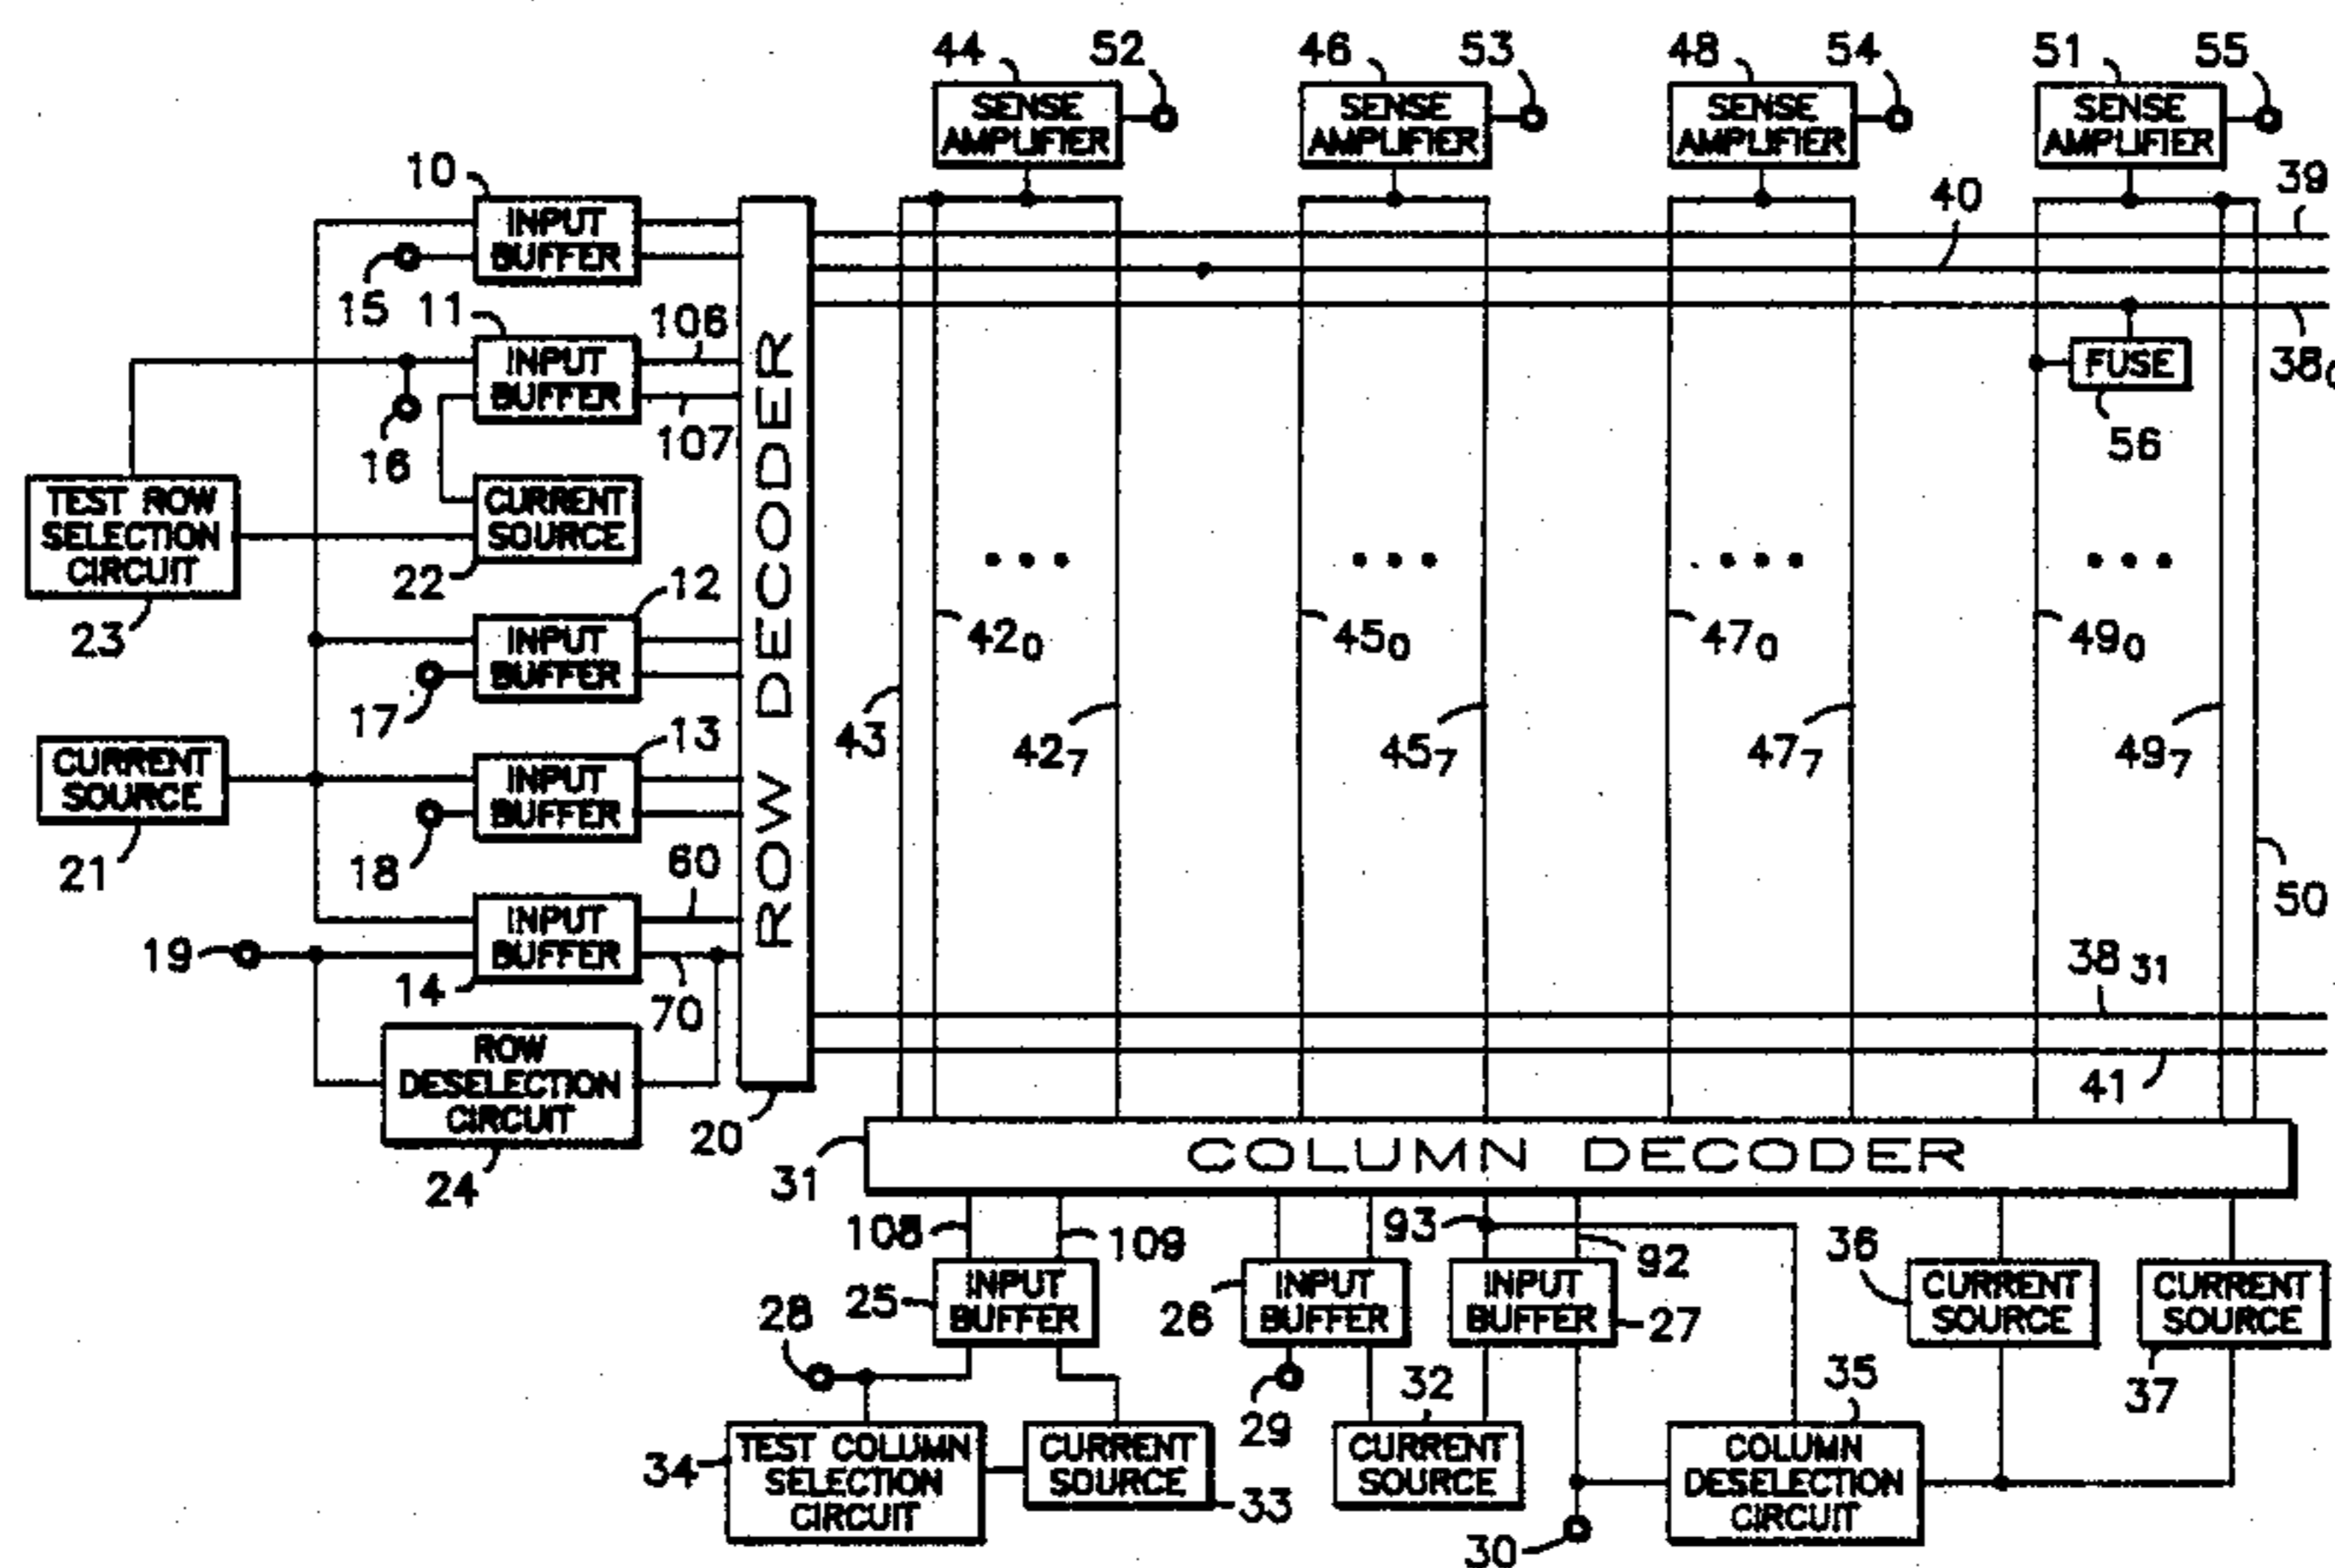 44 52 46 53 48 54 51 55
SENSE AMPLIFIER SENSE AMPLIFIER SENSE AMPLIFIER SENSE AMPLIFIER
10 INPUT BUFFER 15
39
40
11 INPUT BUFFER 106 107
16
38₀
FUSE
56
TEST ROW SELECTION CIRCUIT
23
CURRENT SOURCE
22
12 INPUT BUFFER
17
ROW DECODER
42₀ 45₀ 47₀ 49₀
43 42₇ 45₇ 47₇ 49₇
CURRENT SOURCE
21
13 INPUT BUFFER
18
60
50
19
INPUT BUFFER
14
70
38₃₁
41
ROW DESELECTION CIRCUIT
24
20
31
COLUMN DECODER
108 109 93 92
25 INPUT BUFFER
26 INPUT BUFFER
INPUT BUFFER 27
36 CURRENT SOURCE
CURRENT SOURCE
37
28
29
32
35
34 TEST COLUMN SELECTION CIRCUIT
CURRENT SOURCE
33
CURRENT SOURCE
COLUMN DESELECTION CIRCUIT
30